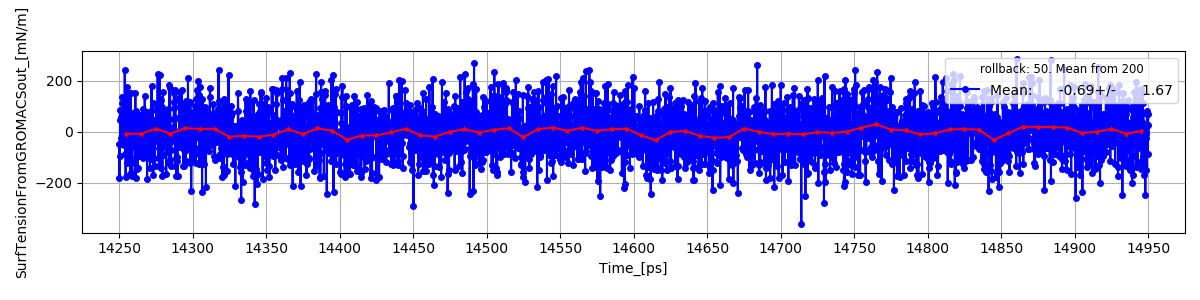 SurfTensionFromGROMACSout_[mN/m]
200
0
−200
rollback: 50. Mean from 200
Mean: -0.69+/- 1.67
14250 14300 14350 14400 14450 14500 14550 14600 14650 14700 14750 14800 14850 14900 14950
Time_[ps]